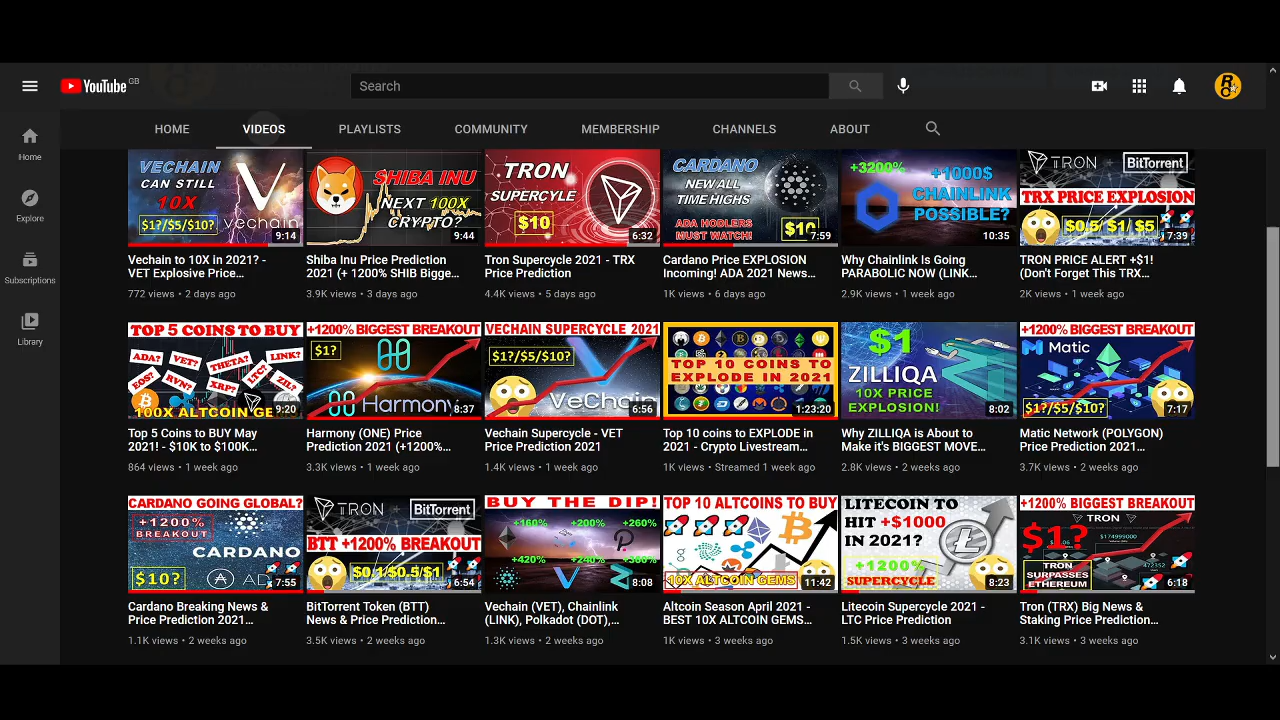 YouTube GB
Search
HOME
VIDEOS
PLAYLISTS
COMMUNITY
MEMBERSHIP
CHANNELS
ABOUT
Home
Explore
Subscriptions
Library
VECHAIN
CAN STILL
10X
$1?/$5/$10?
vechain
9:14
Vechain to 10X in 2021? -
VET Explosive Price...
772 views • 2 days ago
SHIBA INU
NEXT 100X
CRYPTO?
9:44
Shiba Inu Price Prediction
2021 (+ 1200% SHIB Bigge...
3.9K views • 3 days ago
TRON
SUPERCYLE
$10
6:32
Tron Supercycle 2021 - TRX
Price Prediction
4.4K views • 5 days ago
CARDANO
NEW ALL
TIME HIGHS
ADA HODLERS
MUST WATCH!
7:59
Cardano Price EXPLOSION
Incoming! ADA 2021 News...
1K views • 6 days ago
+3200%
+1000$
CHAINLINK
POSSIBLE?
10:35
Why Chainlink Is Going
PARABOLIC NOW (LINK...
2.9K views • 1 week ago
TRON
BitTorrent
TRX PRICE EXPLOSION
$0.5/ $1/ $5
7:39
TRON PRICE ALERT +$1!
(Don't Forget This TRX...
2K views • 1 week ago
TOP 5 COINS TO BUY
ADA?
VET?
THETA?
LINK?
EOS?
RVN?
XRP?
LTC?
ZIL?
100X ALTCOIN GE
9:20
Top 5 Coins to BUY May
2021! - $10K to $100K...
864 views • 1 week ago
+1200% BIGGEST BREAKOUT
$1?
Harmony
8:37
Harmony (ONE) Price
Prediction 2021 (+1200%...
3.3K views • 1 week ago
VECHAIN SUPERCYCLE 2021
$1?/$5/$10?
VeChain
6:56
Vechain Supercycle - VET
Price Prediction 2021
1.4K views • 1 week ago
TOP 10 COINS TO
EXPLODE IN 2021
1:23:20
Top 10 coins to EXPLODE in
2021 - Crypto Livestream...
1K views • Streamed 1 week ago
$1
ZILLIQA
10X PRICE
EXPLOSION!
8:02
Why ZILLIQA is About to
Make it's BIGGEST MOVE...
2.8K views • 2 weeks ago
+1200% BIGGEST BREAKOUT
Matic
$1?/$5/$10?
7:17
Matic Network (POLYGON)
Price Prediction 2021...
3.7K views • 2 weeks ago
CARDANO GOING GLOBAL?
+1200%
BREAKOUT
CARDANO
$10?
7:55
Cardano Breaking News &
Price Prediction 2021...
1.1K views • 2 weeks ago
TRON
BitTorrent
BTT +1200% BREAKOUT
$0.1/$0.5/$1
6:54
BitTorrent Token (BTT)
News & Price Prediction...
3.5K views • 2 weeks ago
BUY THE DIP!
+160%
+200%
+260%
+420%
+240%
8:08
Vechain (VET), Chainlink
(LINK), Polkadot (DOT),...
1.3K views • 2 weeks ago
TOP 10 ALTCOINS TO BUY
10X ALTCOIN GEMS
11:42
Altcoin Season April 2021 -
BEST 10X ALTCOIN GEMS...
1K views • 3 weeks ago
LITECOIN TO
HIT +$1000
IN 2021?
+1200%
SUPERCYCLE
8:23
Litecoin Supercycle 2021 -
LTC Price Prediction
1.5K views • 3 weeks ago
+1200% BIGGEST BREAKOUT
TRON
$1?
TRON
SURPASSES
ETHEREUM
6:18
Tron (TRX) Big News &
Staking Price Prediction...
3.1K views • 3 weeks ago